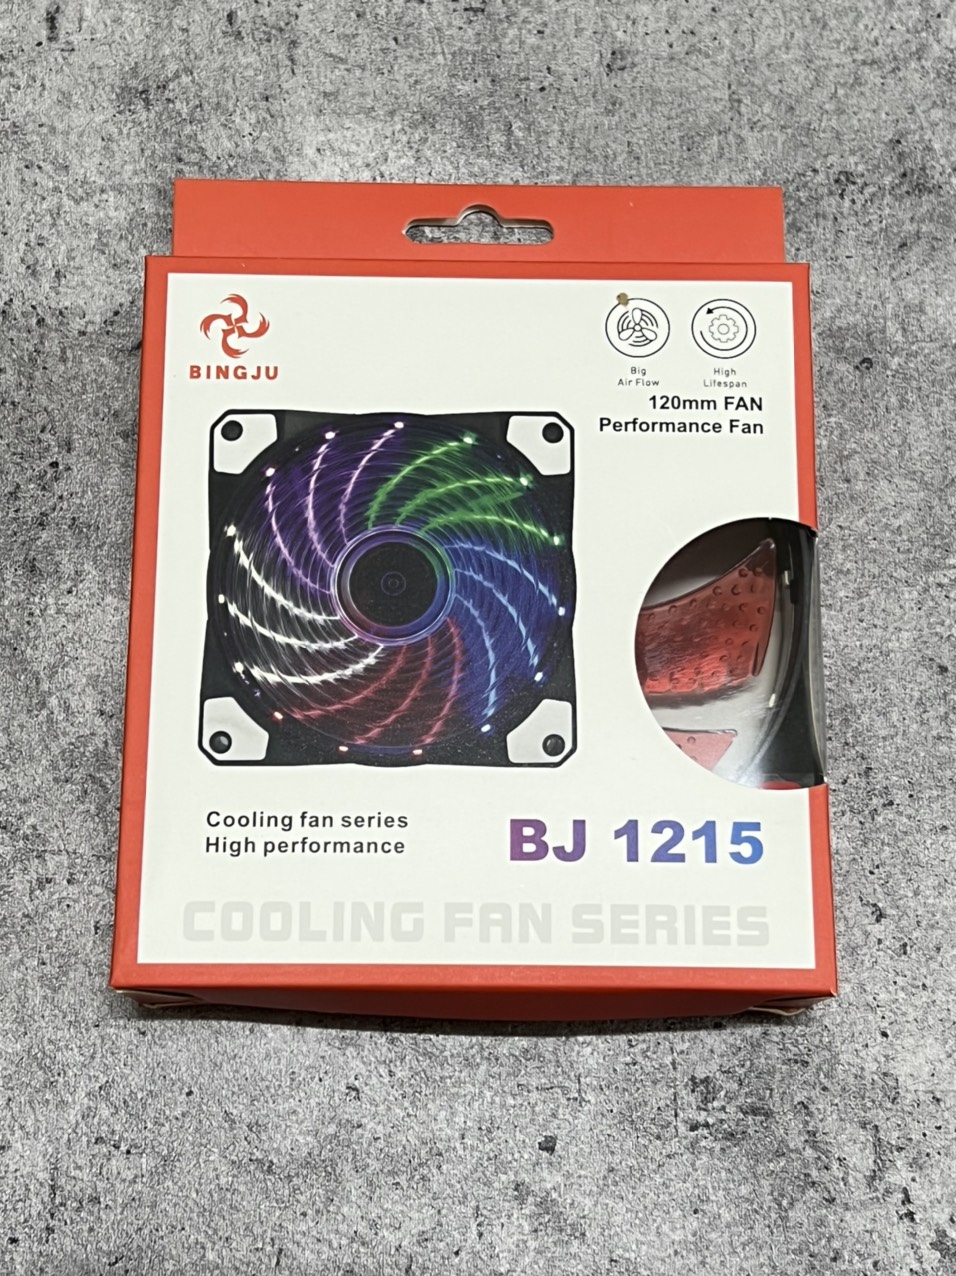 BINGJU
Big
Air Flow
High
Lifespan
120mm FAN
Performance Fan
Cooling fan series
High performance
BJ 1215
COOLING FAN SERIES